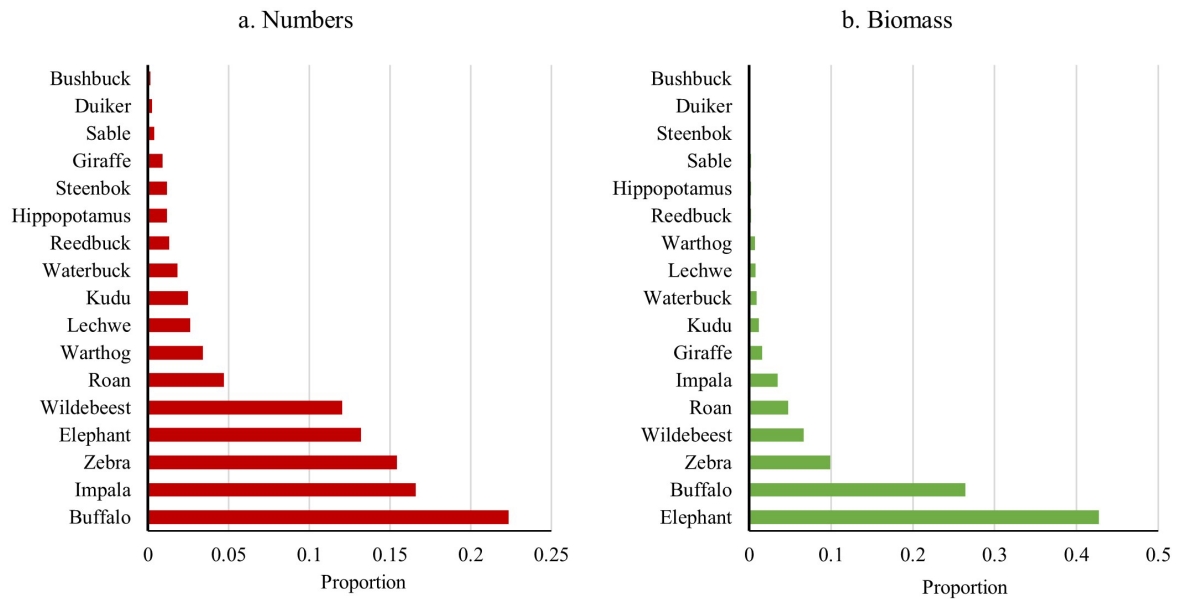 a. Numbers
Bushbuck
Duiker
Sable
Giraffe
Steenbok
Hippopotamus
Reedbuck
Waterbuck
Kudu
Lechwe
Warthog
Roan
Wildebeest
Elephant
Zebra
Impala
Buffalo
0 0.05 0.1 0.15 0.2 0.25
Proportion
b. Biomass
Bushbuck
Duiker
Steenbok
Sable
Hippopotamus
Reedbuck
Warthog
Lechwe
Waterbuck
Kudu
Giraffe
Impala
Roan
Wildebeest
Zebra
Buffalo
Elephant
0 0.1 0.2 0.3 0.4 0.5
Proportion